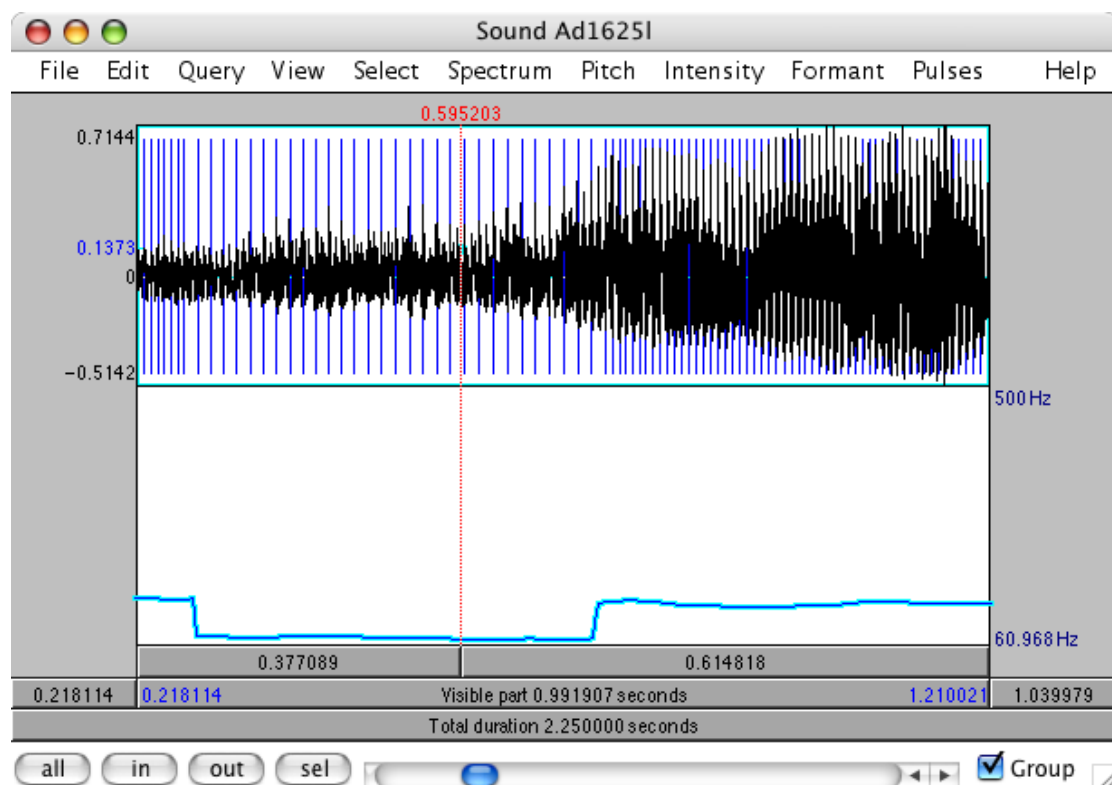 Sound Ad1625l
File Edit Query View Select Spectrum Pitch Intensity Formant Pulses Help
0.595203
0.7144
0.1373
0
-0.5142
500 Hz
60.968 Hz
0.377089 0.614818
0.218114 0.218114 Visible part 0.991907 seconds 1.210021 1.039979
Total duration 2.250000 seconds
all in out sel Group